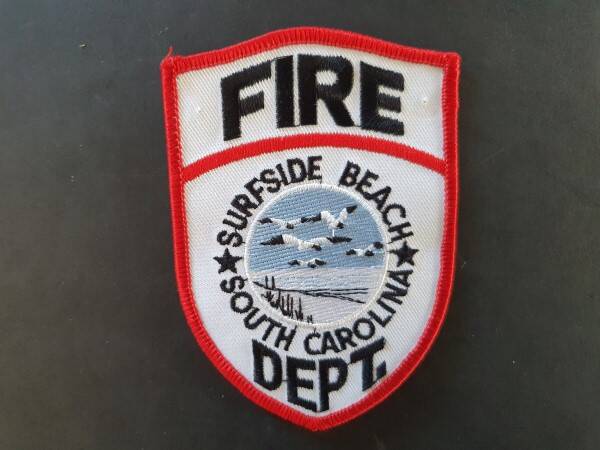 FIRE
SURFSIDE BEACH
SOUTH CAROLINA
DEPT.